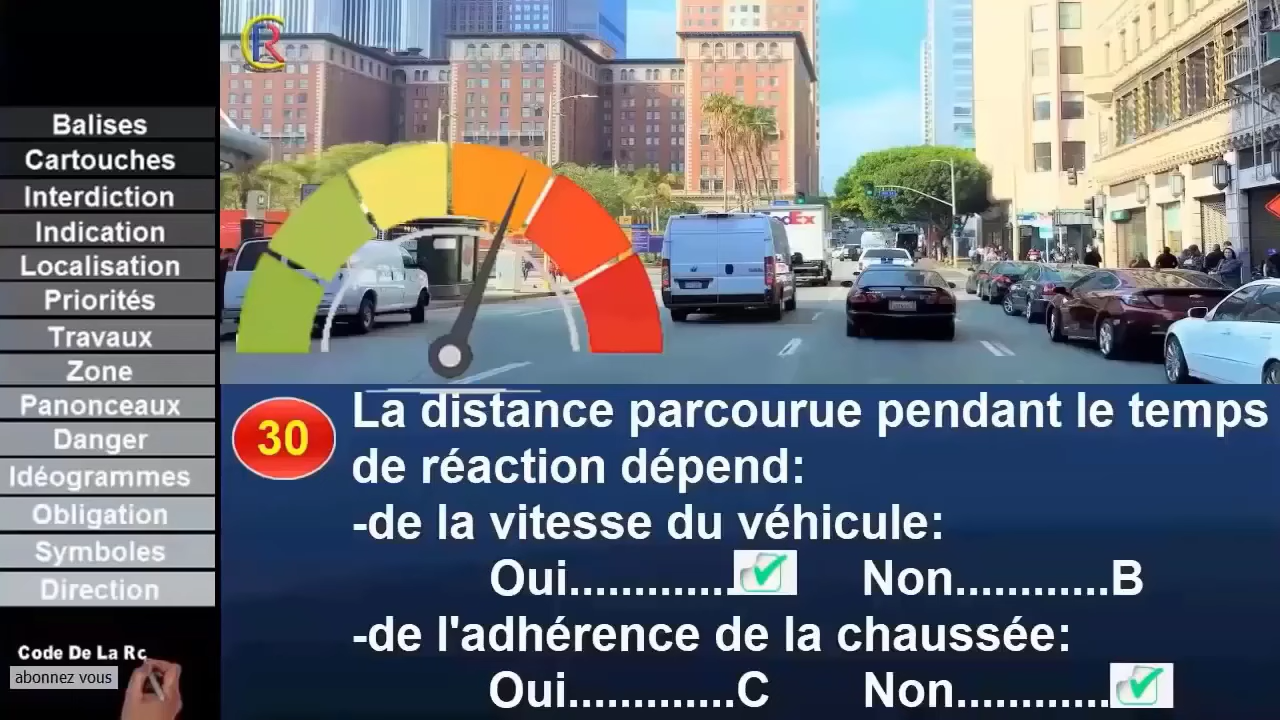 Balises
Cartouches
Interdiction
Indication
Localisation
Priorités
Travaux
Zone
Panonceaux
Danger
Idéogrammes
Obligation
Symboles
Direction
Code De La Rc
abonnez vous
CR
dEx
30
La distance parcourue pendant le temps
de réaction dépend:
-de la vitesse du véhicule:
Oui............. Non............B
-de l'adhérence de la chaussée:
Oui.............C Non............